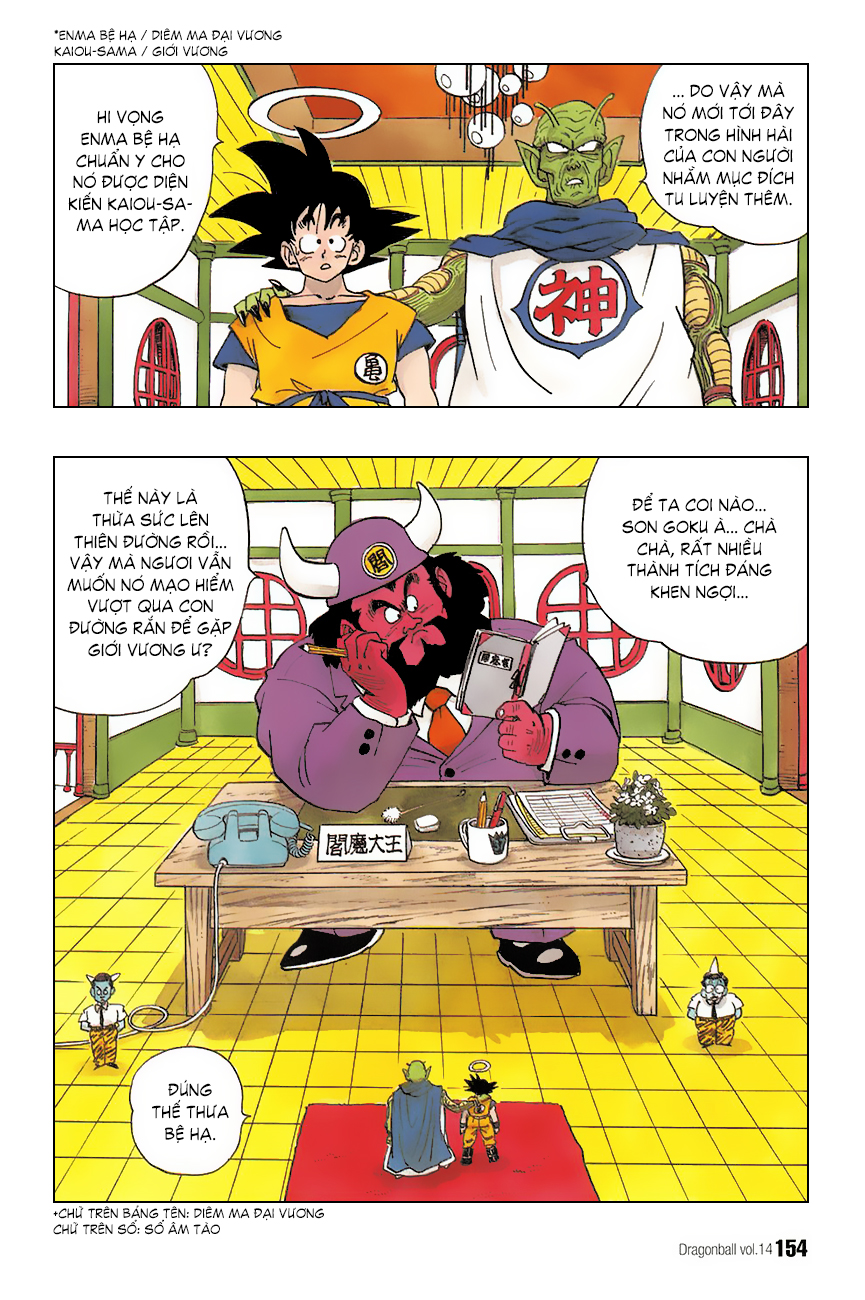 *ENMA BỆ HẠ / DIÊM MA ĐẠI VƯƠNG
KAIOU-SAMA / GIỚI VƯƠNG
... DO VẬY MÀ
NÓ MỚI TỚI ĐÂY
TRONG HÌNH HÀI
CỦA CON NGƯỜI
NHẰM MỤC ĐÍCH
TU LUYỆN THÊM.
HI VỌNG
ENMA BỆ HẠ
CHUẨN Y CHO
NÓ ĐƯỢC DIỆN
KIẾN KAIOU-SA-
MA HỌC TẬP.
亀
神
ĐỂ TA COI NÀO...
SON GOKU À... CHÀ
CHÀ, RẤT NHIỀU
THÀNH TÍCH ĐÁNG
KHEN NGỢI...
THẾ NÀY LÀ
THỪA SỨC LÊN
THIÊN ĐƯỜNG RỒI...
VẬY MÀ NGƯƠI VẪN
MUỐN NÓ MẠO HIỂM
VƯỢT QUA CON
ĐƯỜNG RẮN ĐỂ GẶP
GIỚI VƯƠNG Ư?
閻
閻魔帳
閻魔大王
ĐÚNG
THẾ THƯA
BỆ HẠ.
+CHỮ TRÊN BẢNG TÊN: DIÊM MA ĐẠI VƯƠNG
CHỮ TRÊN SỔ: SỔ ÂM TÀO
Dragonball vol.14 154